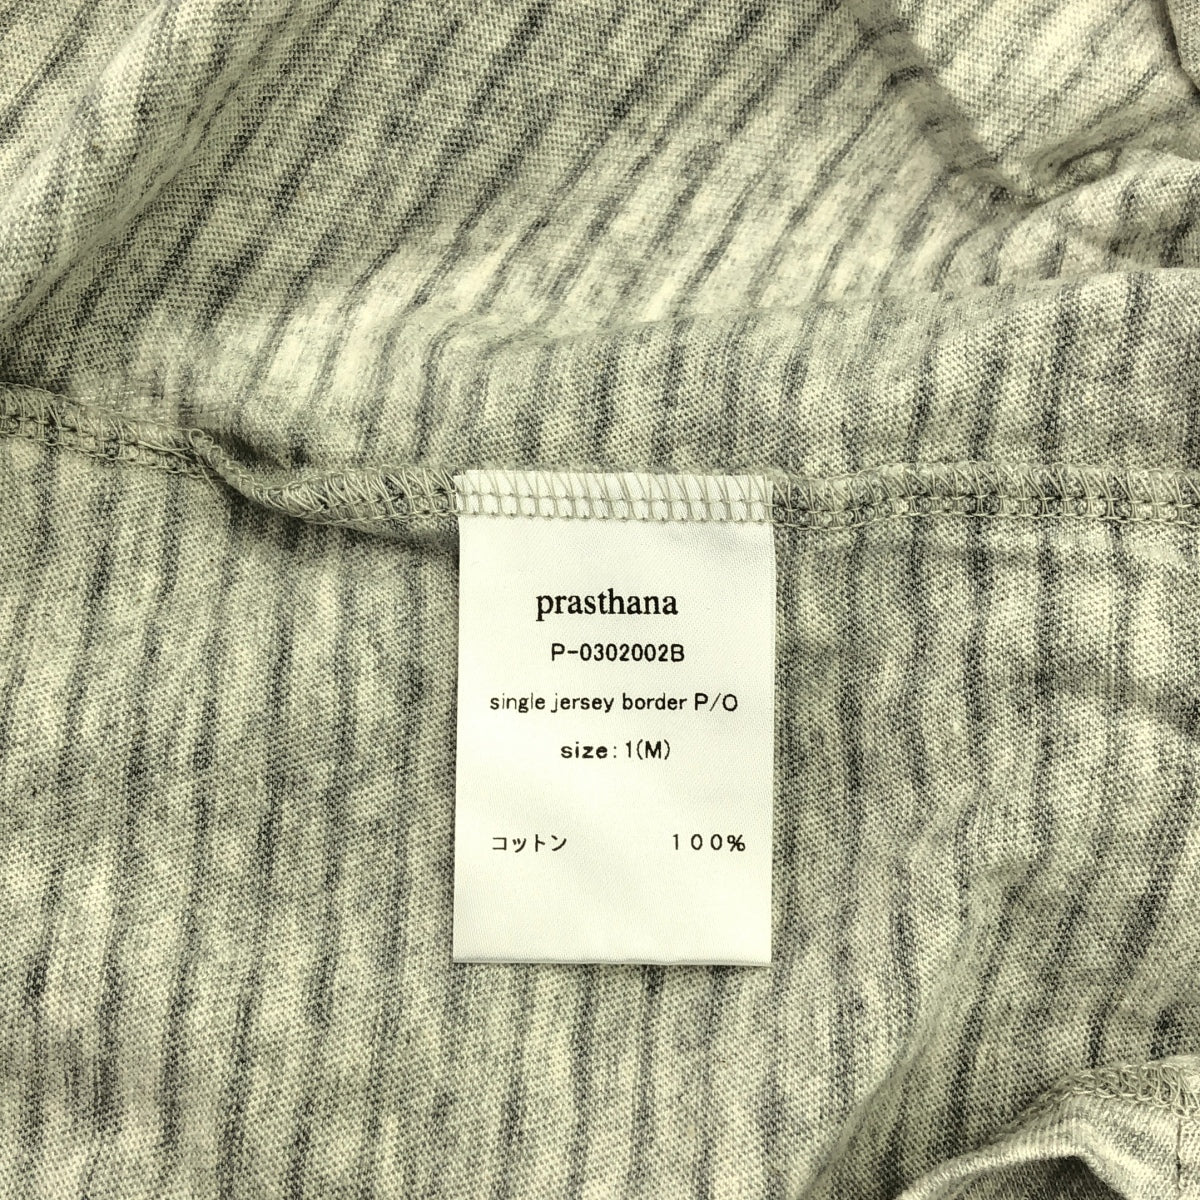 prasthana
P-0302002B
single jersey border P/O
size: 1(M)
コットン 100%